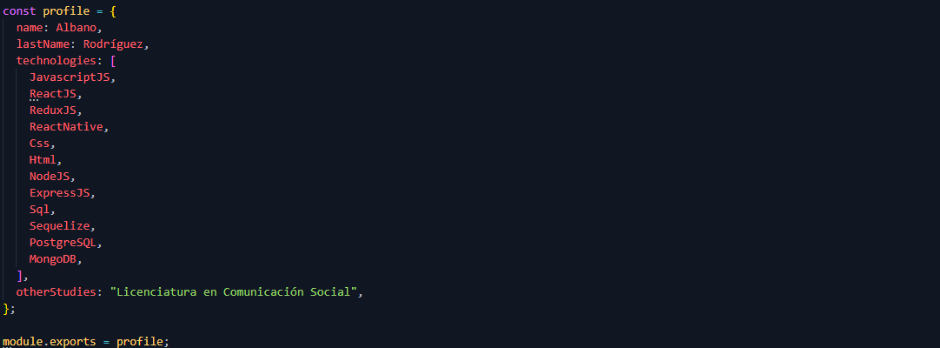 const profile = {
  name: Albano,
  lastName: Rodríguez,
  technologies: [
    JavascriptJS,
    ReactJS,
    ReduxJS,
    ReactNative,
    Css,
    Html,
    NodeJS,
    ExpressJS,
    Sql,
    Sequelize,
    PostgreSQL,
    MongoDB,
  ],
  otherStudies: "Licenciatura en Comunicación Social",
};

module.exports = profile;